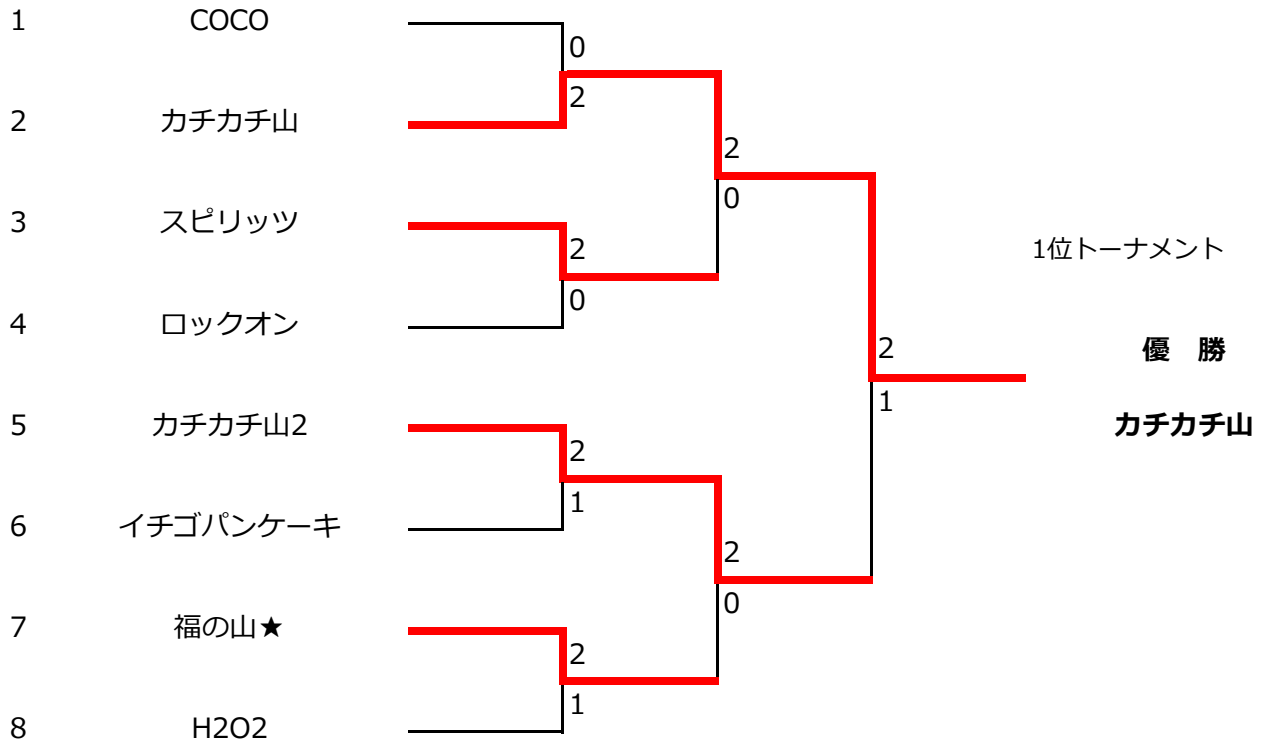 1 COCO
0
2
2 カチカチ山
2
0
3 スピリッツ
1位トーナメント
2
0
4 ロックオン
2 優　勝
1
5 カチカチ山2 カチカチ山
2
1
6 イチゴパンケーキ
2
0
7 福の山★
2
1
8 H2O2